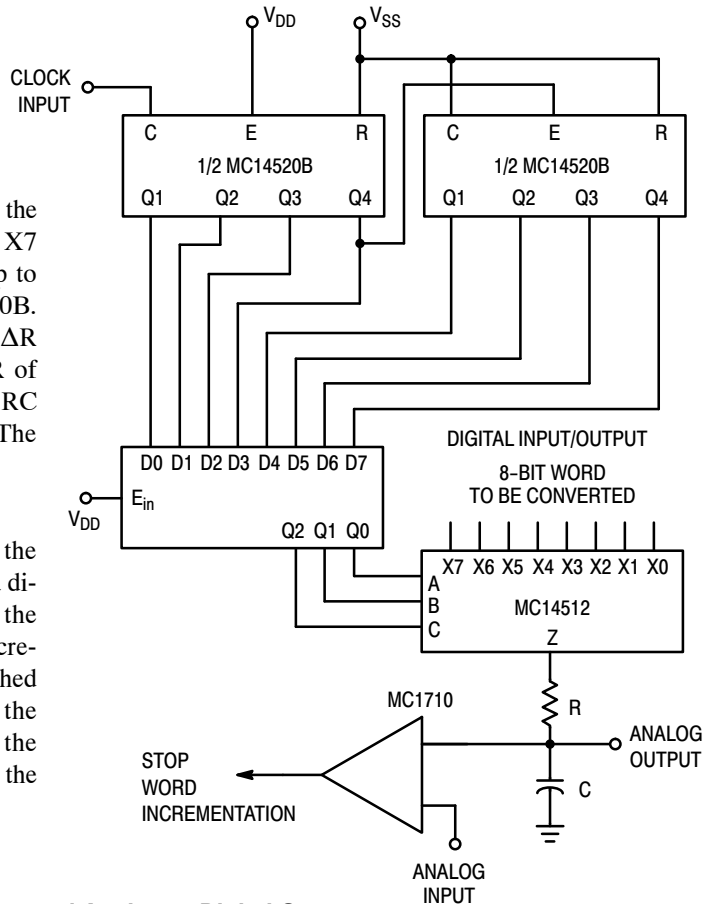 VDD
VSS
CLOCK
INPUT
C E R
C E R
1/2 MC14520B
1/2 MC14520B
Q1 Q2 Q3 Q4
Q1 Q2 Q3 Q4
the
X7
to
0B.
ΔR
R of
RC
The
D0 D1 D2 D3 D4 D5 D6 D7
Ein
VDD
Q2 Q1 Q0
DIGITAL INPUT/OUTPUT
8-BIT WORD
TO BE CONVERTED
X7 X6 X5 X4 X3 X2 X1 X0
A
B
C
MC14512
Z
the
di-
the
cre-
hed
the
the
the
R
MC1710
ANALOG
OUTPUT
C
STOP
WORD
INCREMENTATION
ANALOG
INPUT